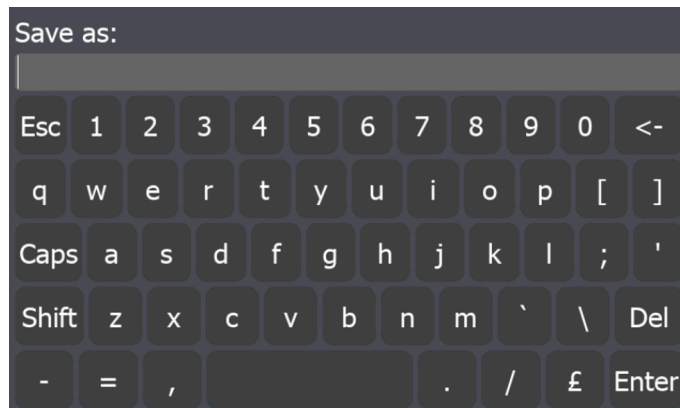 Save as:
Esc 1 2 3 4 5 6 7 8 9 0 <-
q w e r t y u i o p [ ]
Caps a s d f g h j k l ; '
Shift z x c v b n m ` \ Del
- = , . / £ Enter